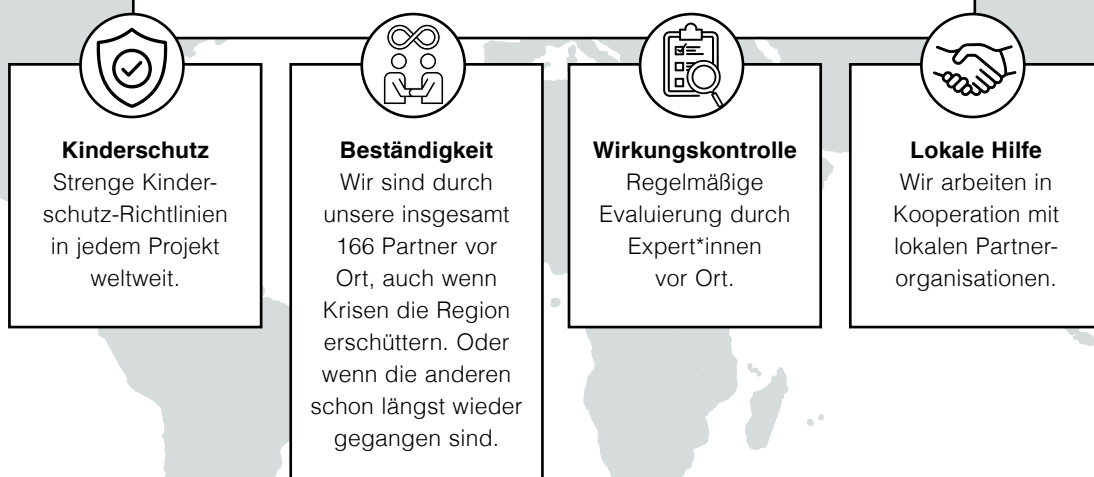 Kinderschutz
Strenge Kinder-
schutz-Richtlinien
in jedem Projekt
weltweit.
Beständigkeit
Wir sind durch
unsere insgesamt
166 Partner vor
Ort, auch wenn
Krisen die Region
erschüttern. Oder
wenn die anderen
schon längst wieder
gegangen sind.
Wirkungskontrolle
Regelmäßige
Evaluierung durch
Expert*innen
vor Ort.
Lokale Hilfe
Wir arbeiten in
Kooperation mit
lokalen Partner-
organisationen.